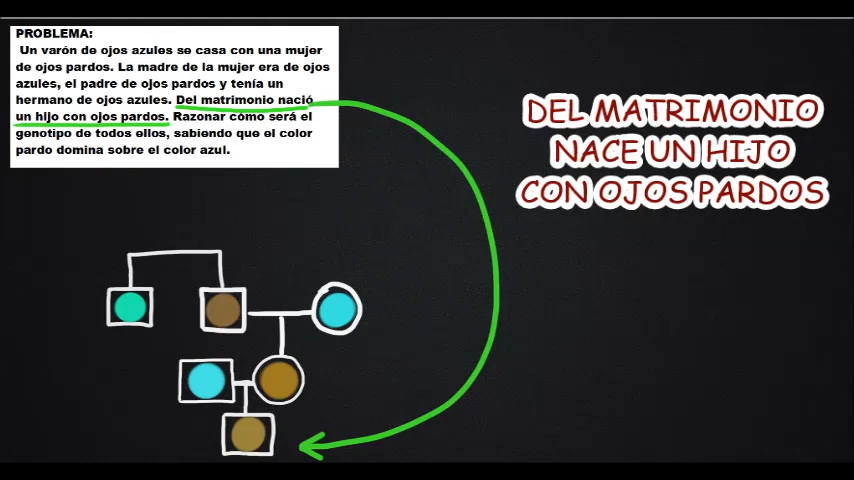 PROBLEMA:
Un varón de ojos azules se casa con una mujer
de ojos pardos. La madre de la mujer era de ojos
azules, el padre de ojos pardos y tenía un
hermano de ojos azules. Del matrimonio nació
un hijo con ojos pardos. Razonar cómo será el
genotipo de todos ellos, sabiendo que el color
pardo domina sobre el color azul.
DEL MATRIMONIO
NACE UN HIJO
CON OJOS PARDOS